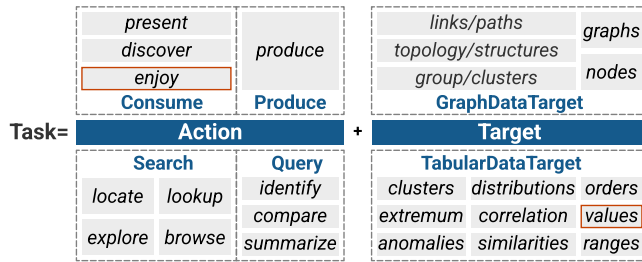 present
discover
enjoy
Consume
produce
Produce
links/paths
topology/structures
group/clusters
graphs
nodes
GraphDataTarget
Task=
Action
+
Target
Search
locate lookup
explore browse
Query
identify
compare
summarize
TabularDataTarget
clusters distributions orders
extremum correlation values
anomalies similarities ranges